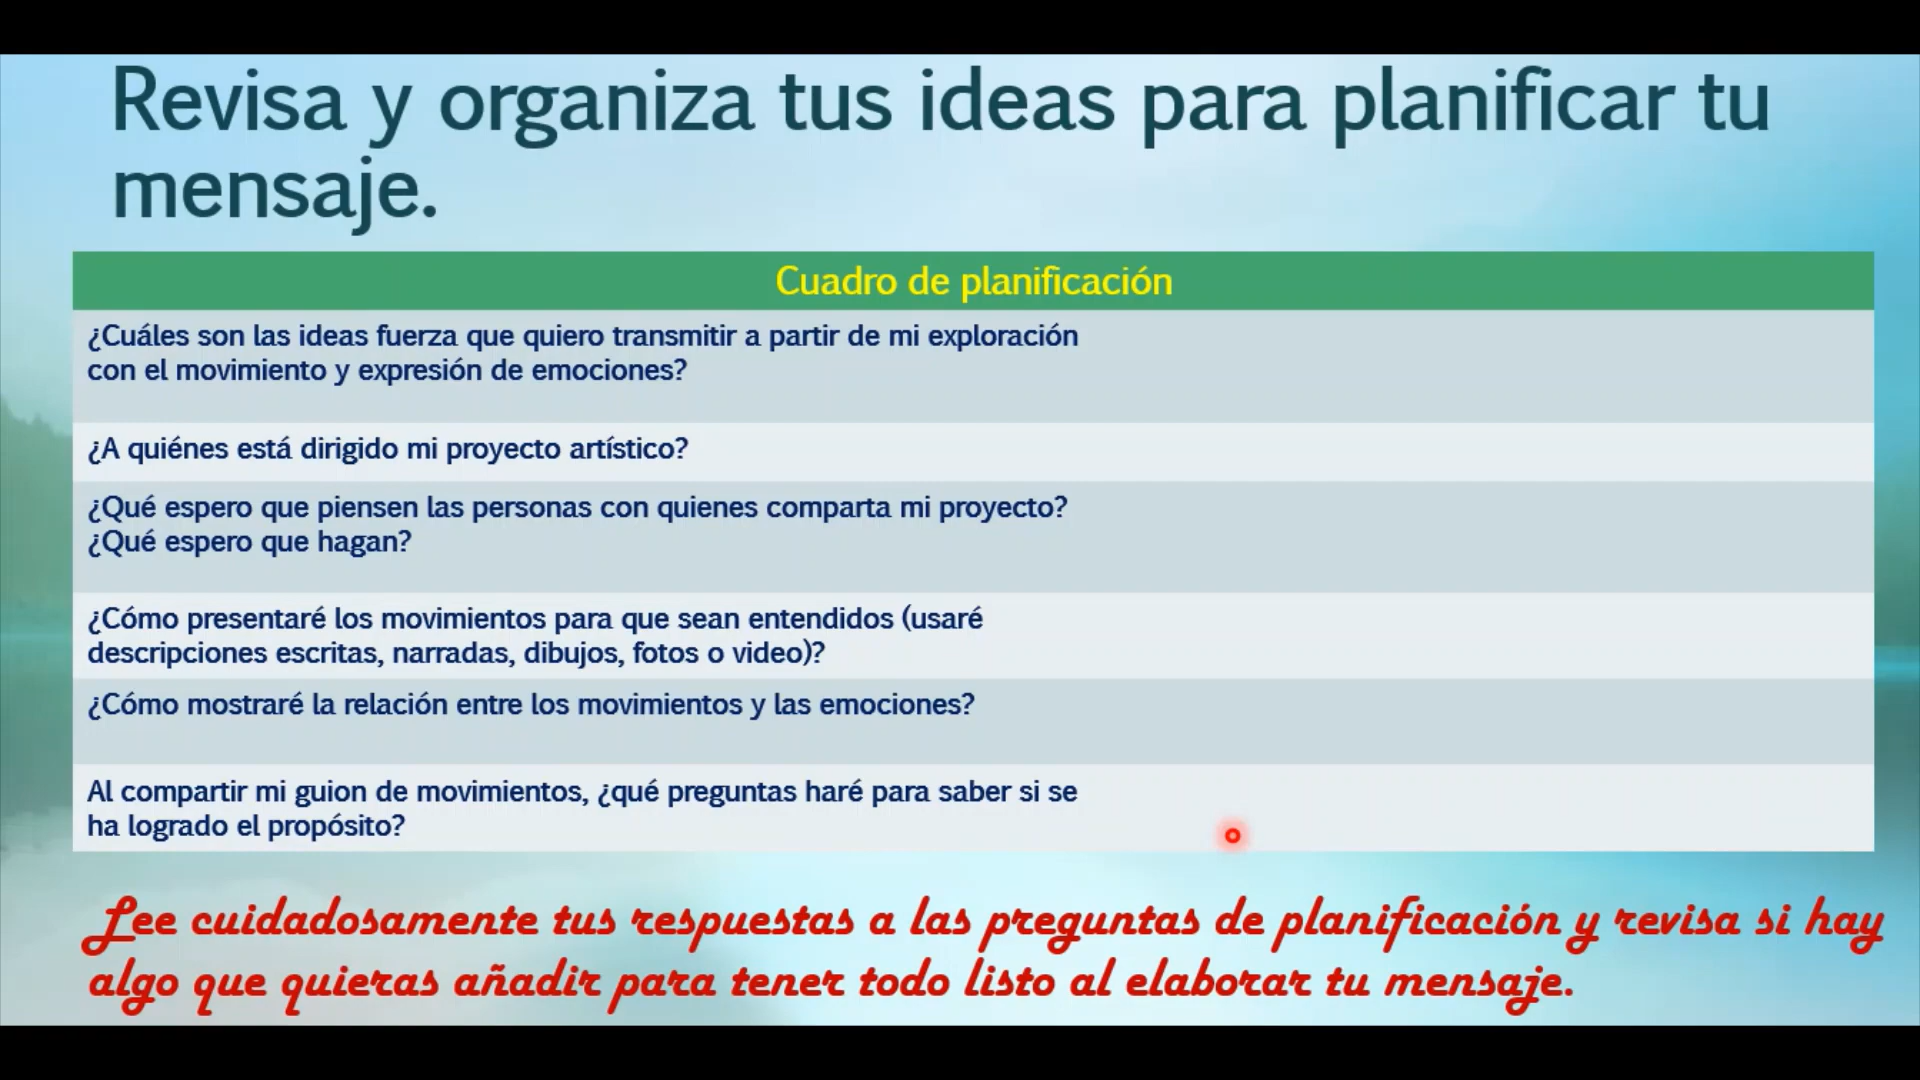 Revisa y organiza tus ideas para planificar tu
mensaje.
Cuadro de planificación
¿Cuáles son las ideas fuerza que quiero transmitir a partir de mi exploración
con el movimiento y expresión de emociones?
¿A quiénes está dirigido mi proyecto artístico?
¿Qué espero que piensen las personas con quienes comparta mi proyecto?
¿Qué espero que hagan?
¿Cómo presentaré los movimientos para que sean entendidos (usaré
descripciones escritas, narradas, dibujos, fotos o video)?
¿Cómo mostraré la relación entre los movimientos y las emociones?
Al compartir mi guion de movimientos, ¿qué preguntas haré para saber si se
ha logrado el propósito?
Lee cuidadosamente tus respuestas a las preguntas de planificación y revisa si hay
algo que quieras añadir para tener todo listo al elaborar tu mensaje.